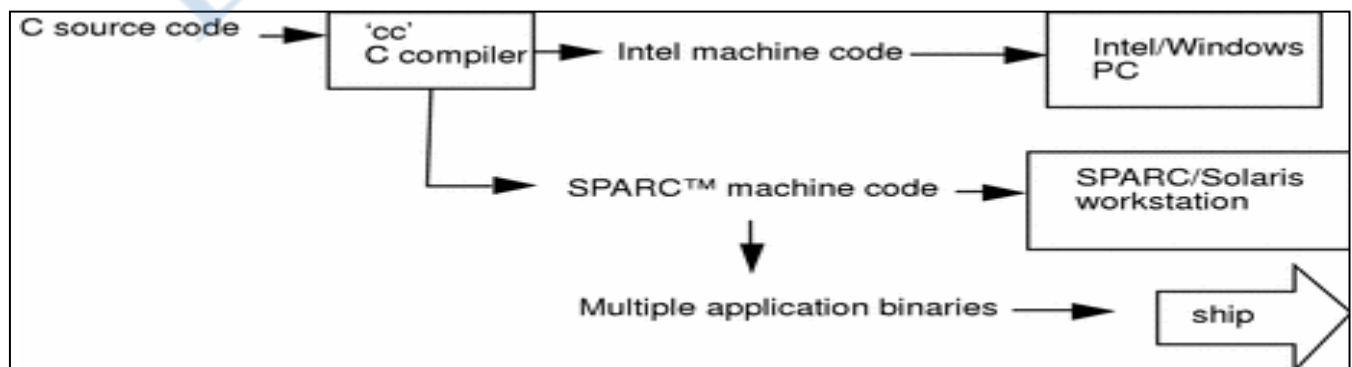 C source code
'cc'
C compiler
Intel machine code
Intel/Windows
PC
SPARC™ machine code
SPARC/Solaris
workstation
Multiple application binaries
ship